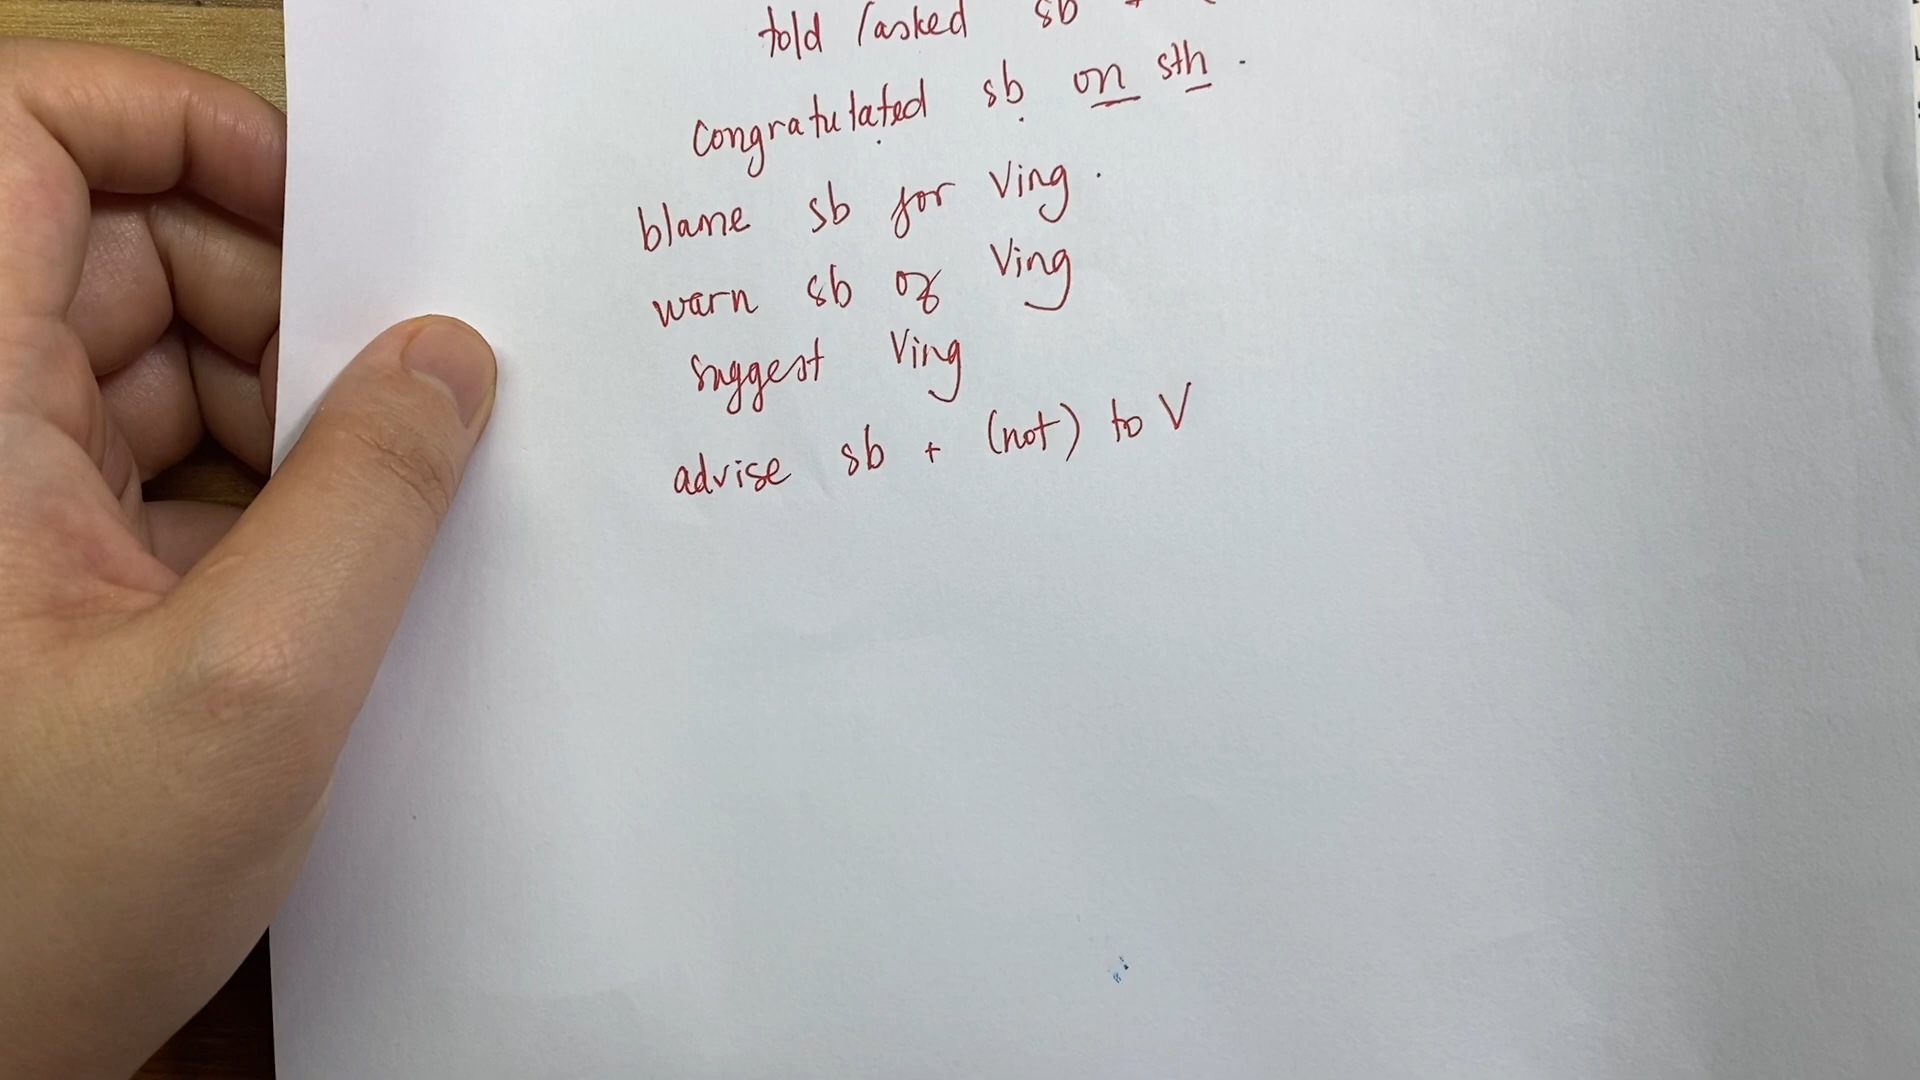 told /asked sb +
Congratulated sb on sth.
blame sb for Ving.
warn sb of Ving
suggest Ving
advise sb + (not) to V